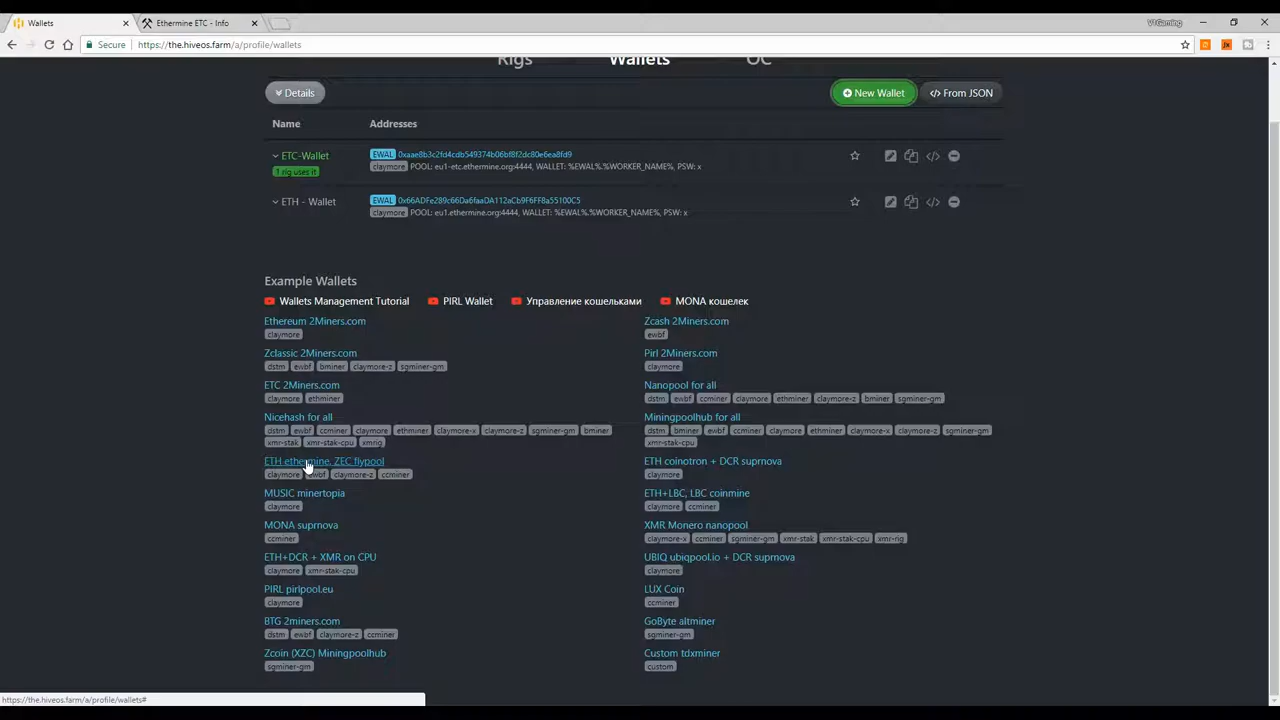 Wallets
Ethermine ETC - Info
V1Gaming
Secure
https://the.hiveos.farm/a/profile/wallets
Rigs
Wallets
OC
Details
New Wallet
</> From JSON
Name
Addresses
ETC-Wallet
1 rig uses it
EWAL 0xaae8b3c2fd4cdb549374b06bf8f2dc80e6ea8fd9
claymore POOL: eu1-etc.ethermine.org:4444, WALLET: %EWAL%.%WORKER_NAME%, PSW: x
ETH - Wallet
EWAL 0x66ADFe289c66Da6faaDA112aCb9F6FF8a55100C5
claymore POOL: eu1.ethermine.org:4444, WALLET: %EWAL%.%WORKER_NAME%, PSW: x
Example Wallets
Wallets Management Tutorial
PIRL Wallet
Управление кошельками
MONA кошелек
Ethereum 2Miners.com
claymore
Zcash 2Miners.com
ewbf
Zclassic 2Miners.com
dstm ewbf bminer claymore-z sgminer-gm
Pirl 2Miners.com
claymore
ETC 2Miners.com
claymore ethminer
Nanopool for all
dstm ewbf ccminer claymore ethminer claymore-z bminer sgminer-gm
Nicehash for all
dstm ewbf ccminer claymore ethminer claymore-x claymore-z sgminer-gm bminer
xmr-stak xmr-stak-cpu xmrig
Miningpoolhub for all
dstm bminer ewbf ccminer claymore ethminer claymore-x claymore-z sgminer-gm
xmr-stak-cpu
ETH ethermine, ZEC flypool
claymore ewbf claymore-z ccminer
ETH coinotron + DCR suprnova
claymore
MUSIC minertopia
claymore
ETH+LBC, LBC coinmine
claymore ccminer
MONA suprnova
ccminer
XMR Monero nanopool
claymore-x ccminer sgminer-gm xmr-stak xmr-stak-cpu xmr-rig
ETH+DCR + XMR on CPU
claymore xmr-stak-cpu
UBIQ ubiqpool.io + DCR suprnova
claymore
PIRL pirlpool.eu
claymore
LUX Coin
ccminer
BTG 2miners.com
dstm ewbf claymore-z ccminer
GoByte altminer
sgminer-gm
Zcoin (XZC) Miningpoolhub
sgminer-gm
Custom tdxminer
custom
https://the.hiveos.farm/a/profile/wallets#